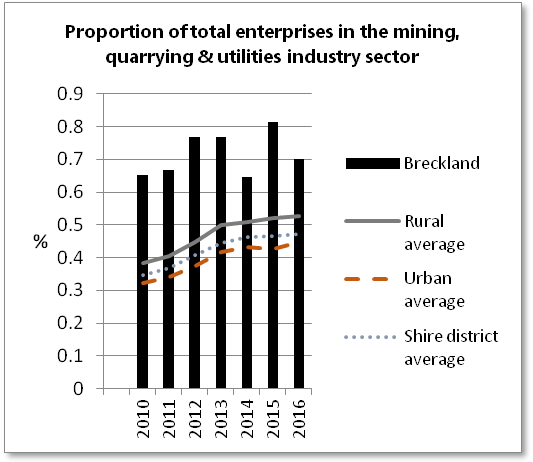 Proportion of total enterprises in the mining,
quarrying & utilities industry sector
0.9
0.8
0.7
0.6
0.5
0.4
0.3
0.2
0.1
0
%
2010
2011
2012
2013
2014
2015
2016
Breckland
Rural
average
Urban
average
Shire district
average